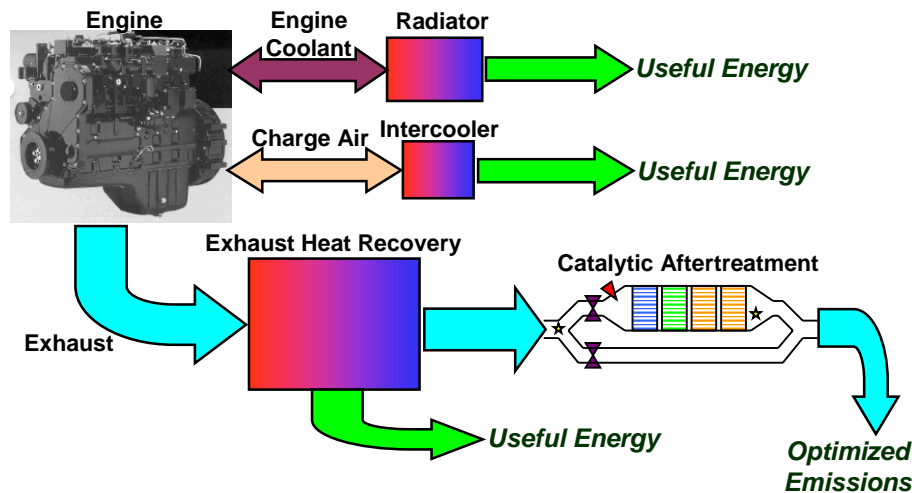 Engine
Engine
Coolant
Radiator
Useful Energy
Charge Air
Intercooler
Useful Energy
Exhaust Heat Recovery
Catalytic Aftertreatment
Exhaust
Useful Energy
Optimized
Emissions